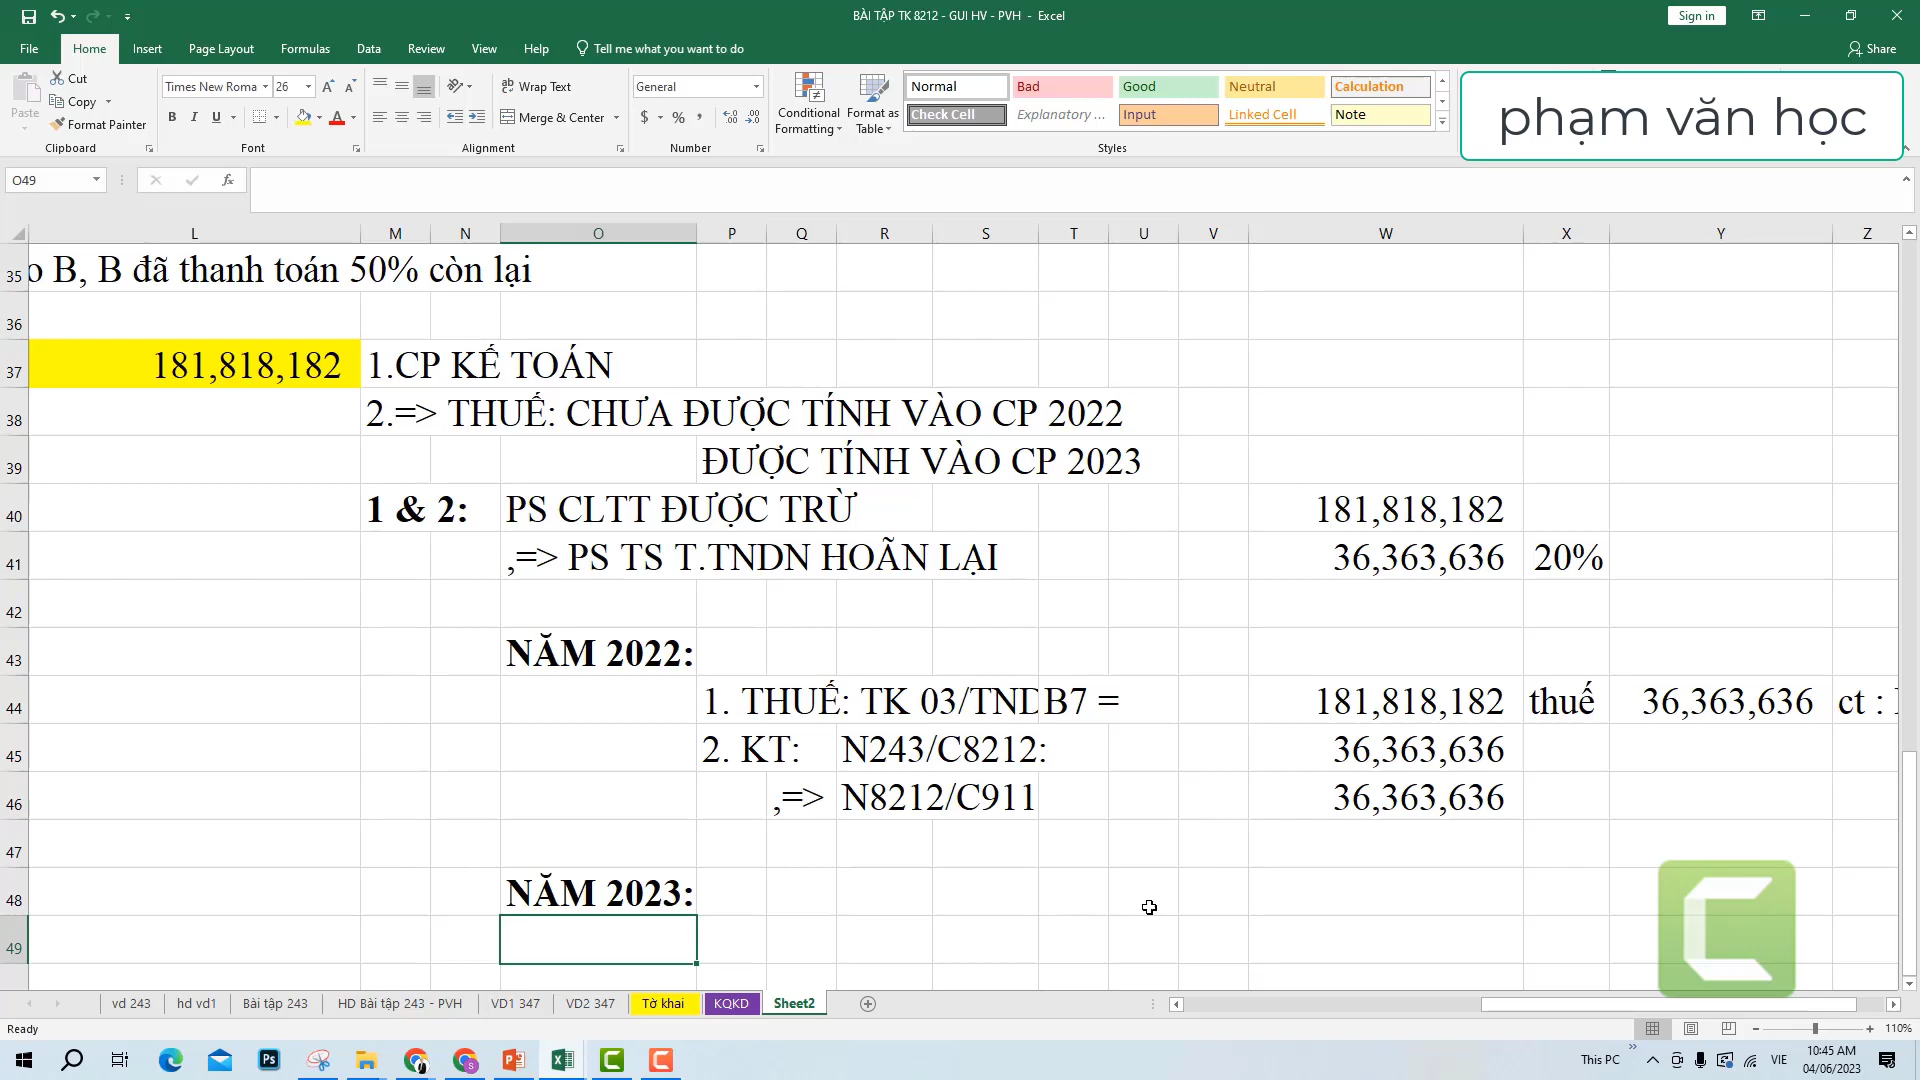 BÀI TẬP TK 8212 - GUI HV - PVH - Excel
Sign in
File Home Insert Page Layout Formulas Data Review View Help Tell me what you want to do Share
Cut
Copy
Format Painter
Paste
Clipboard
Times New Roma 26
B I U
Font
Wrap Text
Merge & Center
Alignment
General
$ % ,
Number
Conditional Formatting
Format as Table
Normal Bad Good Neutral Calculation
Check Cell Explanatory ... Input Linked Cell Note
Styles
phạm văn học
O49
fx
L M N O P Q R S T U V W X Y Z
35 o B, B đã thanh toán 50% còn lại
36
37 181,818,182 1.CP KẾ TOÁN
38 2.=> THUẾ: CHƯA ĐƯỢC TÍNH VÀO CP 2022
39 ĐƯỢC TÍNH VÀO CP 2023
40 1 & 2: PS CLTT ĐƯỢC TRỪ 181,818,182
41 ,=> PS TS T.TNDN HOÃN LẠI 36,363,636 20%
42
43 NĂM 2022:
44 1. THUẾ: TK 03/TND B7 = 181,818,182 thuế 36,363,636 ct :
45 2. KT: N243/C8212: 36,363,636
46 ,=> N8212/C911 36,363,636
47
48 NĂM 2023:
49
vd 243 hd vd1 Bài tập 243 HD Bài tập 243 - PVH VD1 347 VD2 347 Tờ khai KQKD Sheet2
Ready
110%
This PC
VIE
10:45 AM
04/06/2023